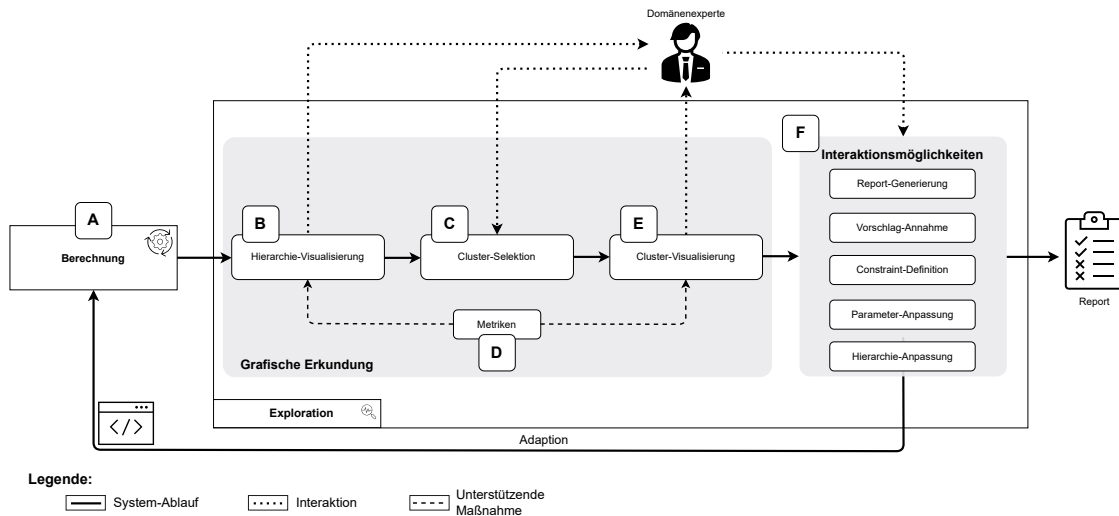 Domänenexperte
F
Interaktionsmöglichkeiten
Report-Generierung
Vorschlag-Annahme
Constraint-Definition
Parameter-Anpassung
Hierarchie-Anpassung
A
Berechnung
B
Hierarchie-Visualisierung
C
Cluster-Selektion
E
Cluster-Visualisierung
Metriken
D
Grafische Erkundung
Exploration
Report
</>
Adaption
Legende:
System-Ablauf
Interaktion
Unterstützende
Maßnahme